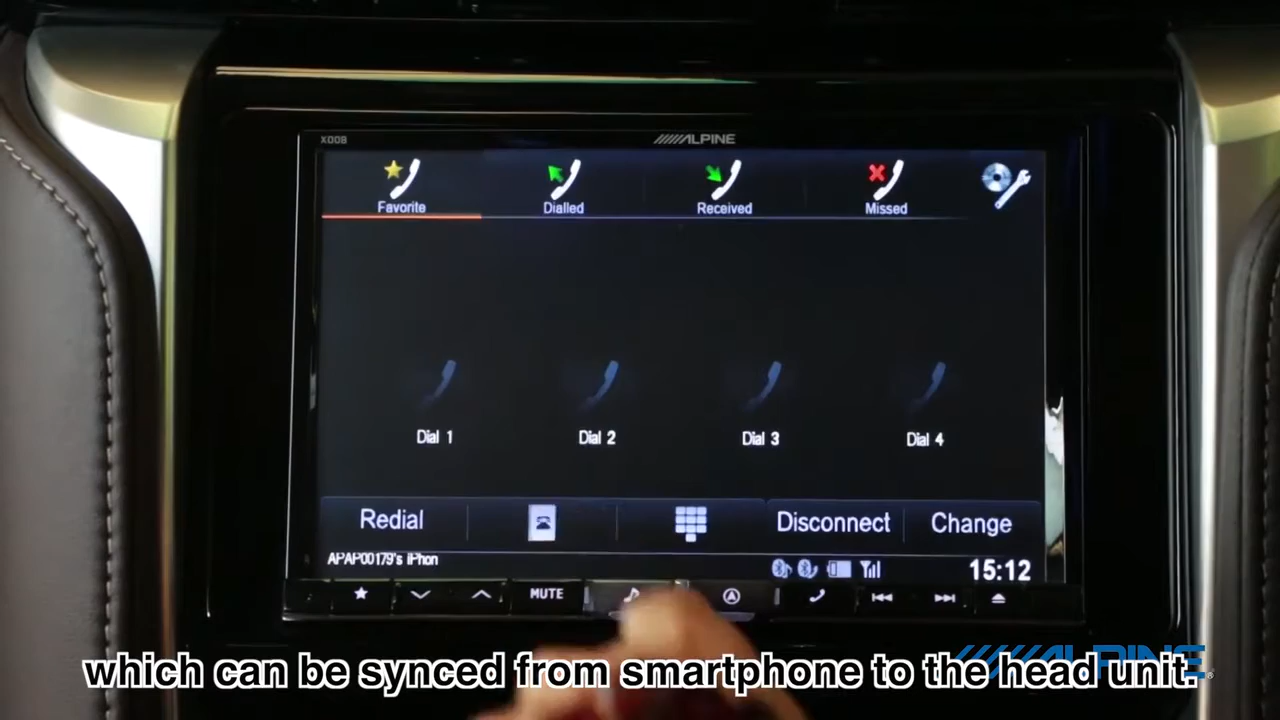 X008
ALPINE
Favorite
Dialled
Received
Missed
Dial 1
Dial 2
Dial 3
Dial 4
Redial
Disconnect
Change
APAP00179's iPhon
15:12
MUTE
which can be synced from smartphone to the head unit.
ALPINE®